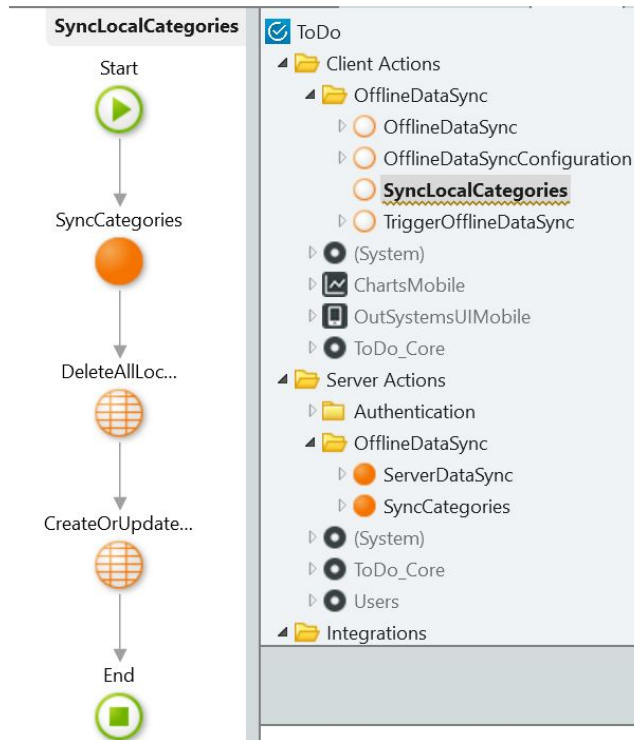 SyncLocalCategories
Start
SyncCategories
DeleteAllLoc...
CreateOrUpdate...
End
ToDo
Client Actions
OfflineDataSync
OfflineDataSync
OfflineDataSyncConfiguration
SyncLocalCategories
TriggerOfflineDataSync
(System)
ChartsMobile
OutSystemsUIMobile
ToDo_Core
Server Actions
Authentication
OfflineDataSync
ServerDataSync
SyncCategories
(System)
ToDo_Core
Users
Integrations